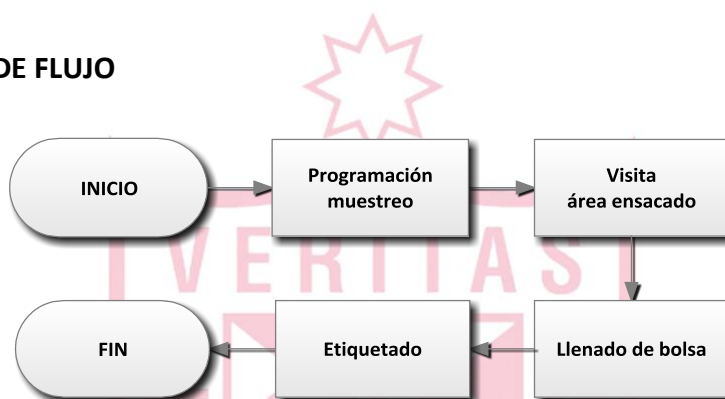 DE FLUJO
INICIO
Programación
muestreo
Visita
área ensacado
VERITAS
FIN
Etiquetado
Llenado de bolsa